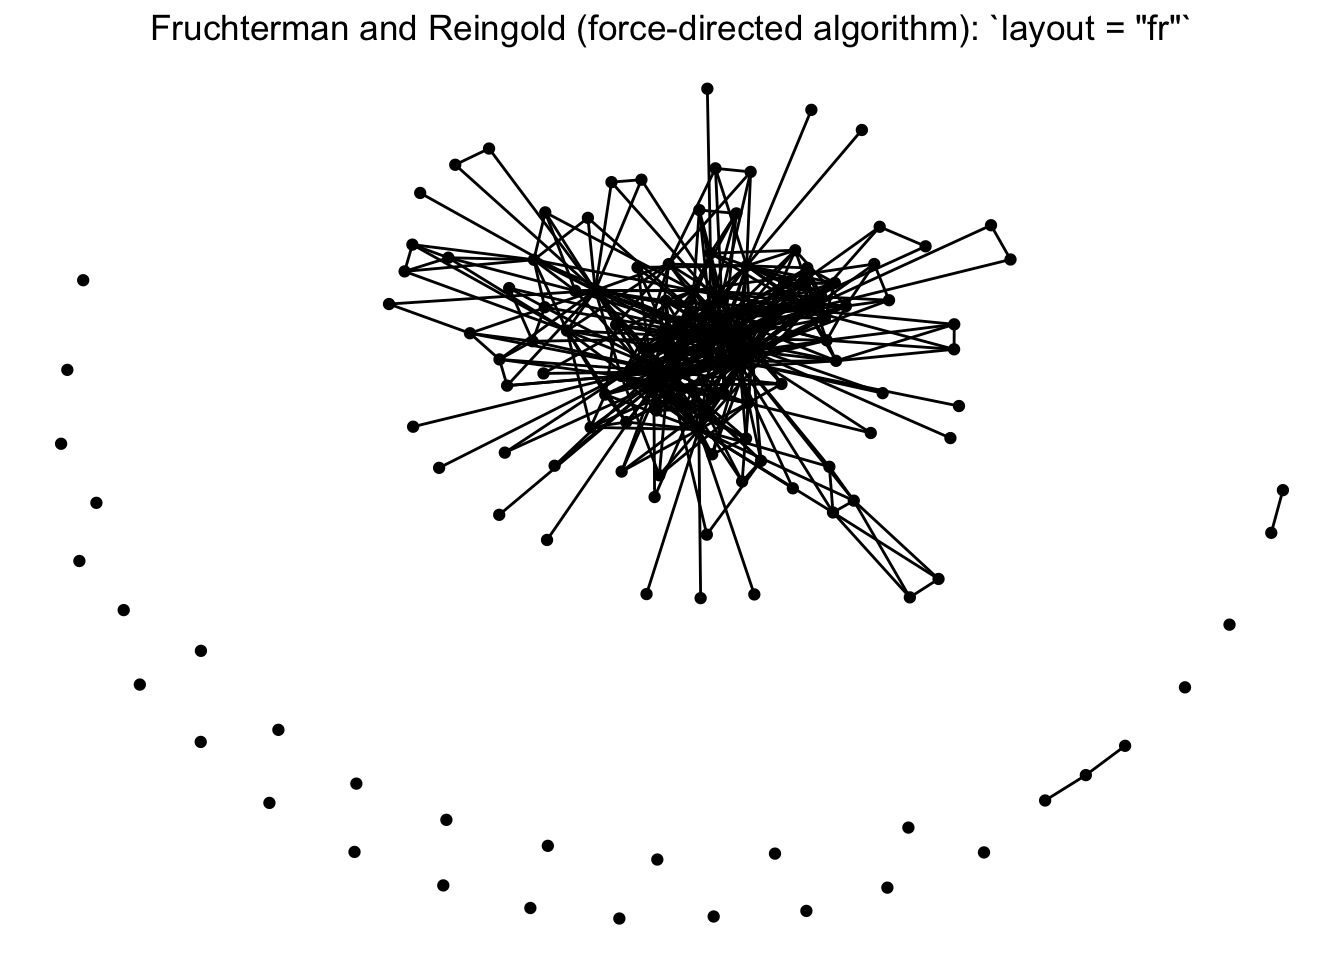 Fruchterman and Reingold (force-directed algorithm): `layout = "fr"`